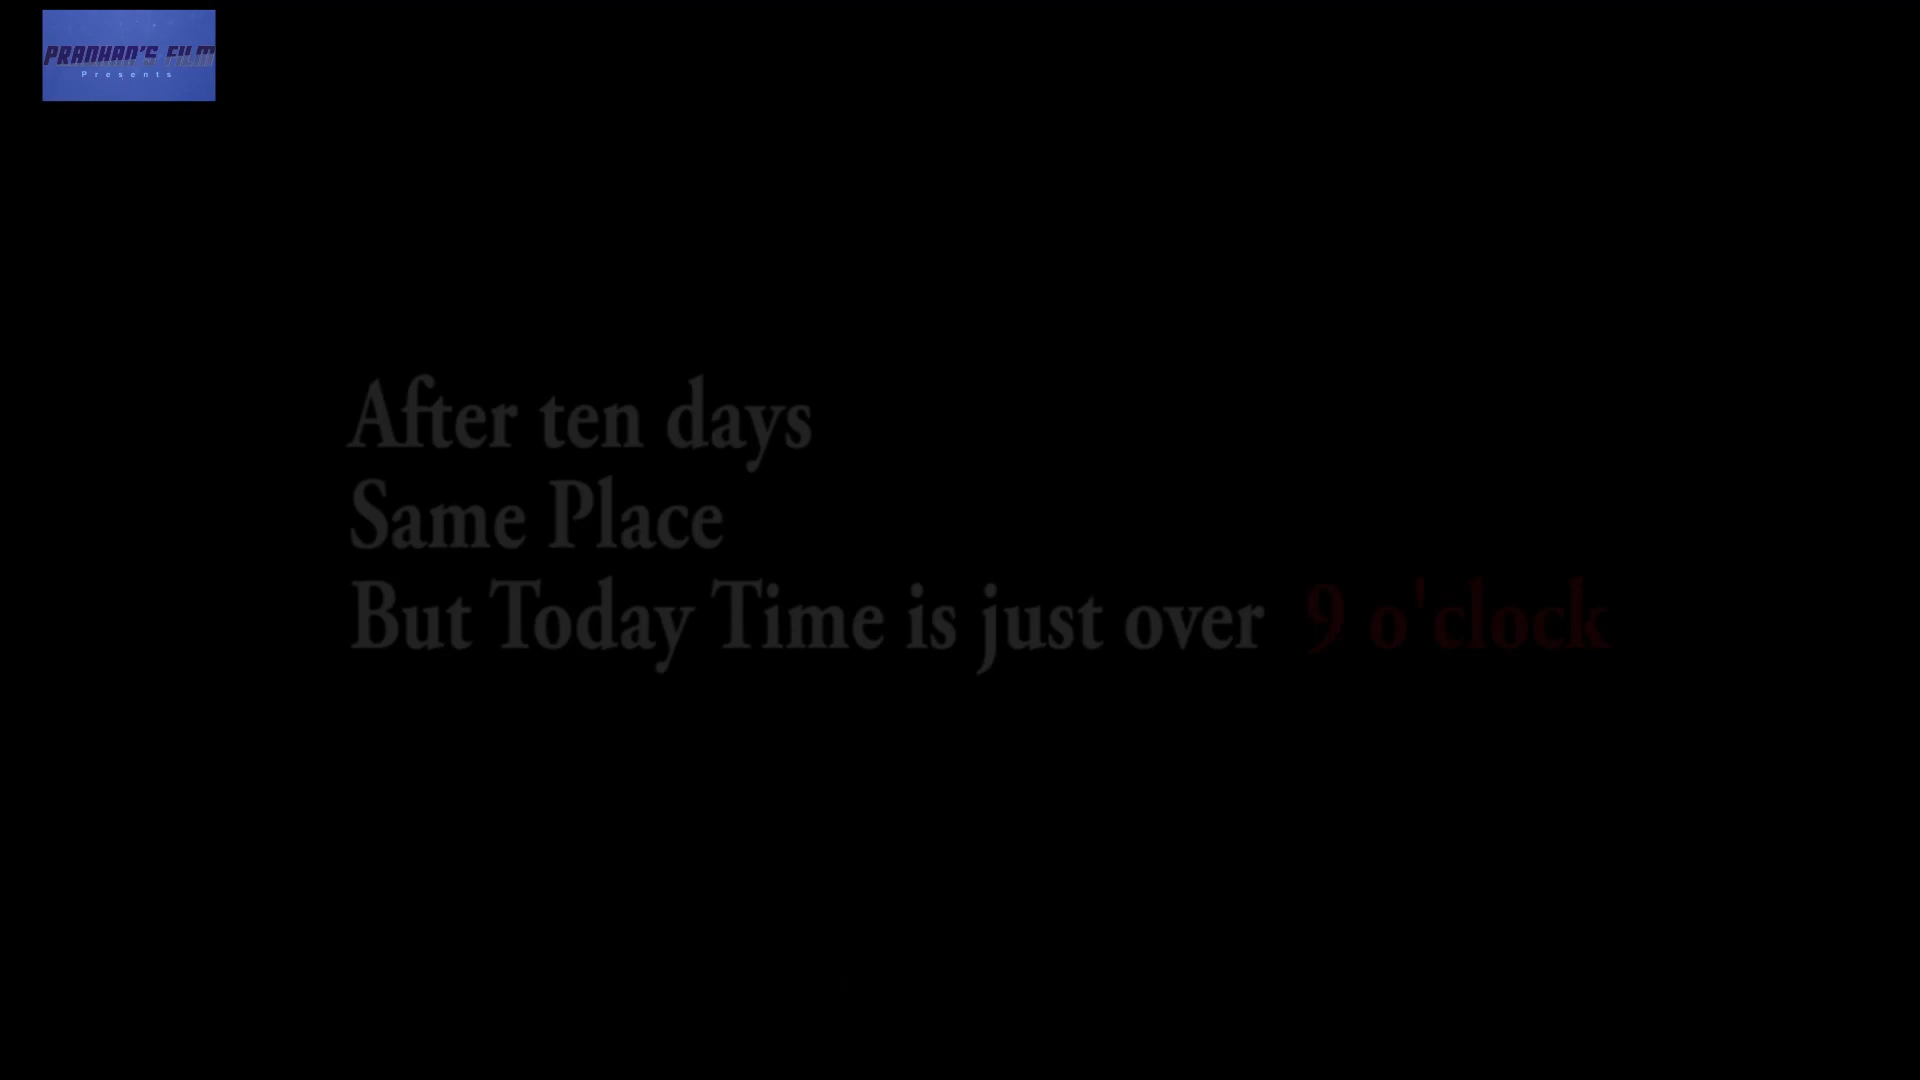 PRADHAN'S FILM
Presents
After ten days
Same Place
But Today Time is just over 9 o'clock